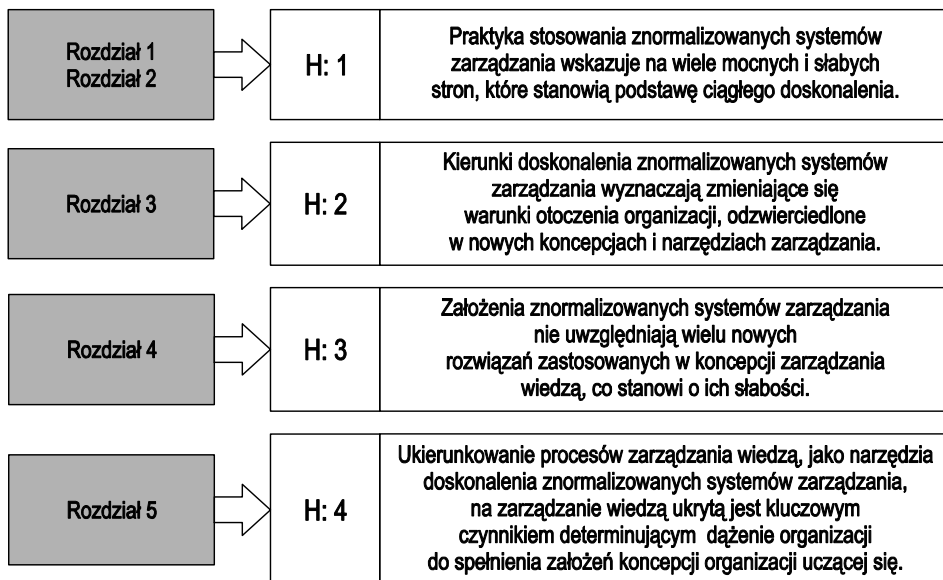 Rozdział 1
Rozdział 2
H: 1
Praktyka stosowania znormalizowanych systemów
zarządzania wskazuje na wiele mocnych i słabych
stron, które stanowią podstawę ciągłego doskonalenia.
Rozdział 3
H: 2
Kierunki doskonalenia znormalizowanych systemów
zarządzania wyznaczają zmieniające się
warunki otoczenia organizacji, odzwierciedlone
w nowych koncepcjach i narzędziach zarządzania.
Rozdział 4
H: 3
Założenia znormalizowanych systemów zarządzania
nie uwzględniają wielu nowych
rozwiązań zastosowanych w koncepcji zarządzania
wiedzą, co stanowi o ich słabości.
Rozdział 5
H: 4
Ukierunkowanie procesów zarządzania wiedzą, jako narzędzia
doskonalenia znormalizowanych systemów zarządzania,
na zarządzanie wiedzą ukrytą jest kluczowym
czynnikiem determinującym dążenie organizacji
do spełnienia założeń koncepcji organizacji uczącej się.